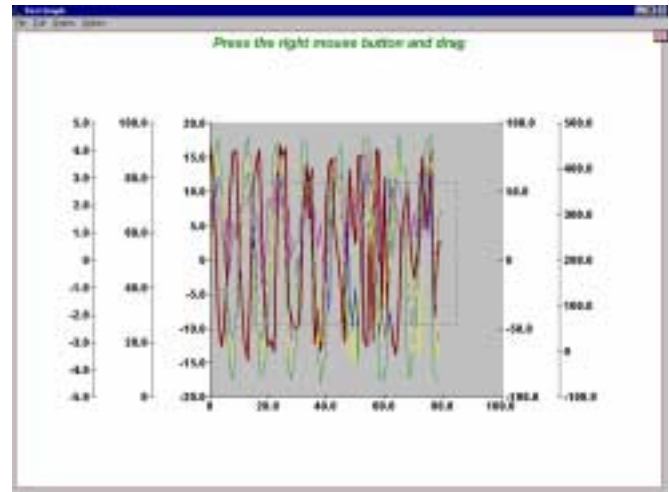 File Edit
Press the right mouse button and drag
5.0 100.0 20.0 100.0 500.0
4.0 15.0 400.0
3.0 80.0 10.0 50.0
2.0 300.0
1.0 60.0 5.0
0 0 0 200.0
-1.0 40.0
-2.0 -5.0 100.0
-3.0 20.0 -10.0 -50.0
-4.0 -15.0 0
-5.0 0 -20.0 -100.0 -100.0
0 20.0 40.0 60.0 80.0 100.0